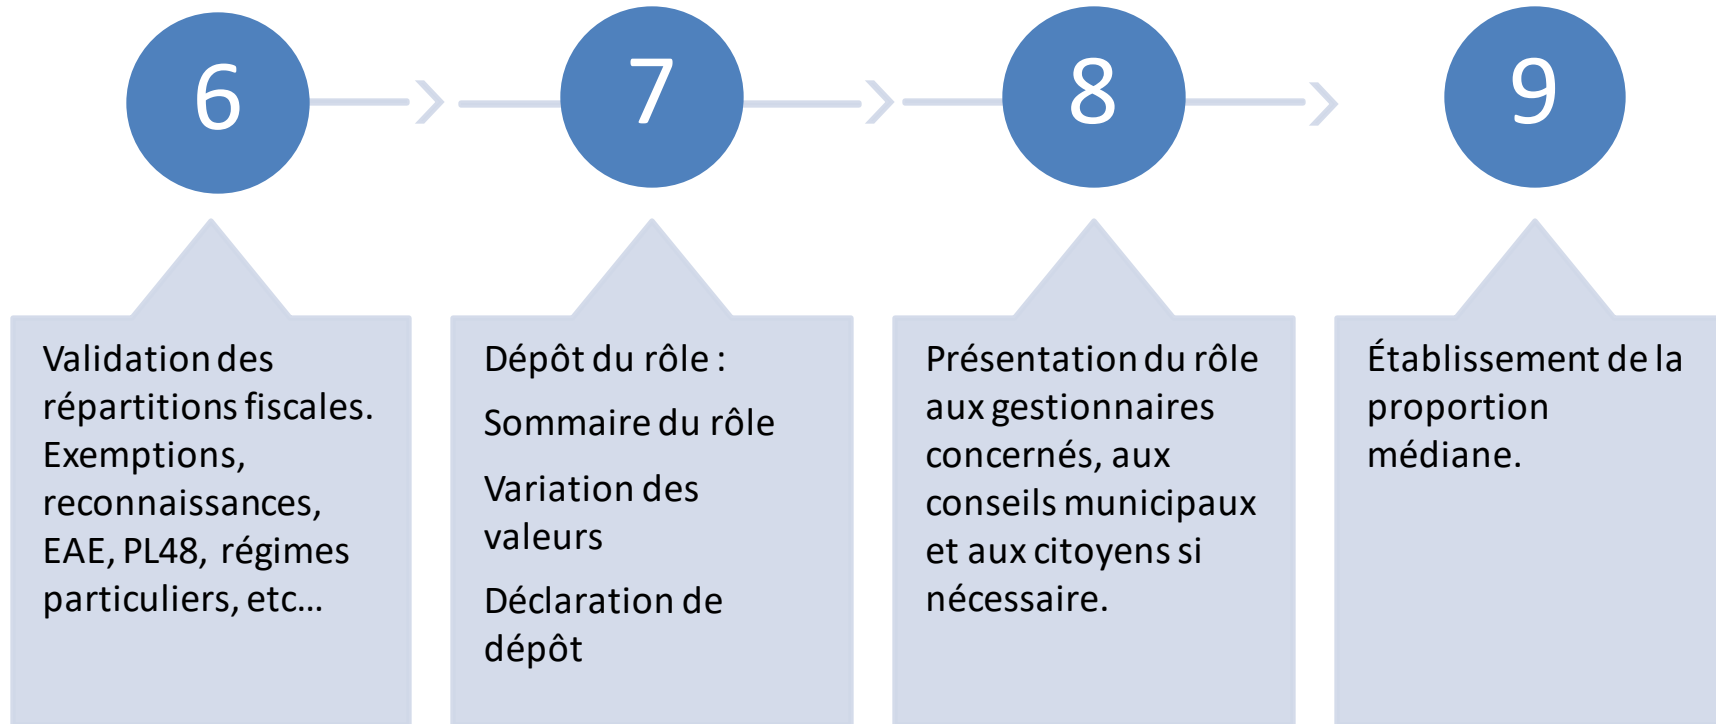 6
7
8
9
Validation des
répartitions fiscales.
Exemptions,
reconnaissances,
EAE, PL48, régimes
particuliers, etc...
Dépôt du rôle :
Sommaire du rôle
Variation des
valeurs
Déclaration de
dépôt
Présentation du rôle
aux gestionnaires
concernés, aux
conseils municipaux
et aux citoyens si
nécessaire.
Établissement de la
proportion
médiane.